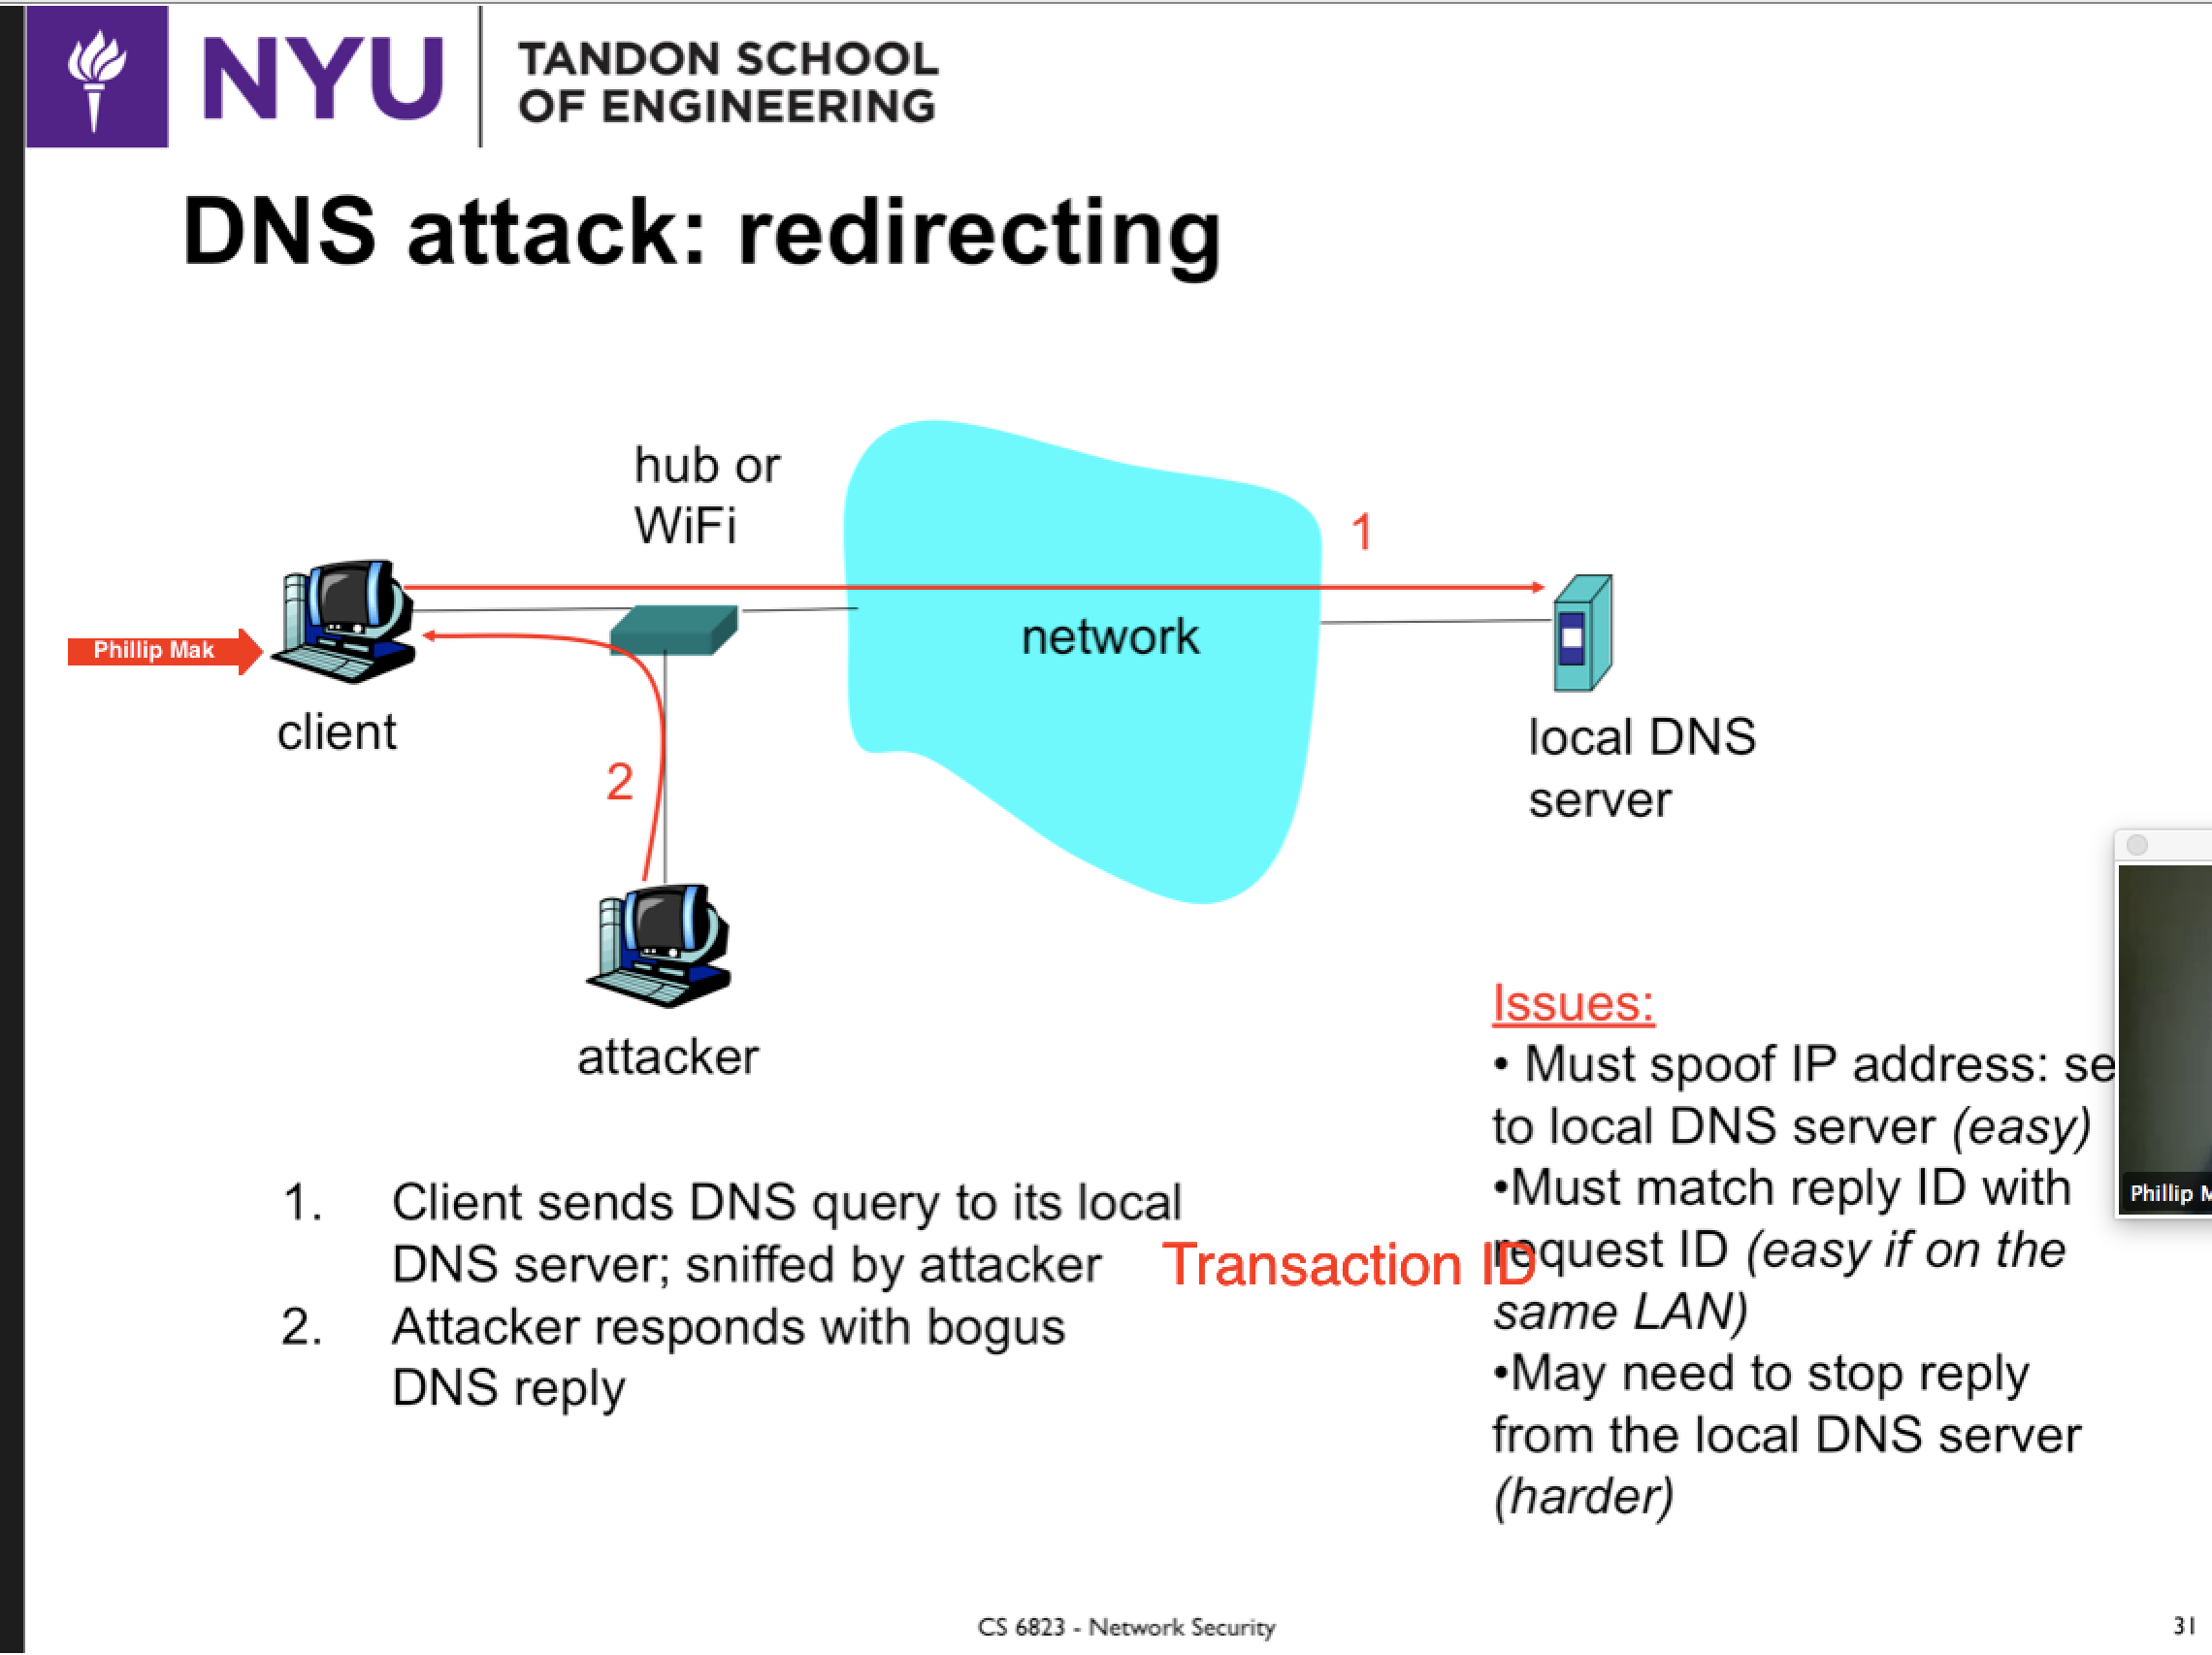 NYU
TANDON SCHOOL
OF ENGINEERING
DNS attack: redirecting
hub or
WiFi
1
network
Phillip Mak
client
local DNS
server
2
attacker
Issues:
• Must spoof IP address:
to local DNS server (easy)
•Must match reply ID with
request ID (easy if on the
same LAN)
•May need to stop reply
from the local DNS server
(harder)
1. Client sends DNS query to its local
DNS server; sniffed by attacker
Transaction ID
2. Attacker responds with bogus
DNS reply
Phillip
CS 6823 - Network Security
31